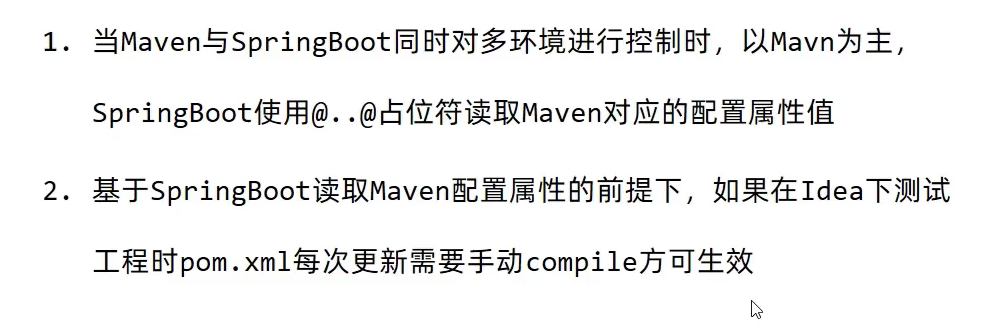 1. 当Maven与SpringBoot同时对多环境进行控制时，以Mavn为主，
SpringBoot使用@..@占位符读取Maven对应的配置属性值
2. 基于SpringBoot读取Maven配置属性的前提下，如果在Idea下测试
工程时pom.xml每次更新需要手动compile方可生效